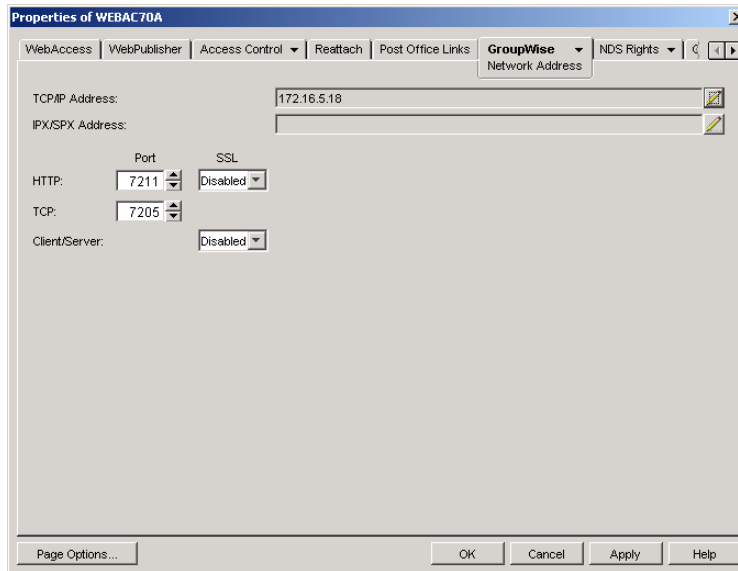 Properties of WEBAC70A
WebAccess WebPublisher Access Control Reattach Post Office Links GroupWise NDS Rights
Network Address
TCP/IP Address: 172.16.5.18
IPX/SPX Address:
Port SSL
HTTP: 7211 Disabled
TCP: 7205
Client/Server: Disabled
Page Options... OK Cancel Apply Help